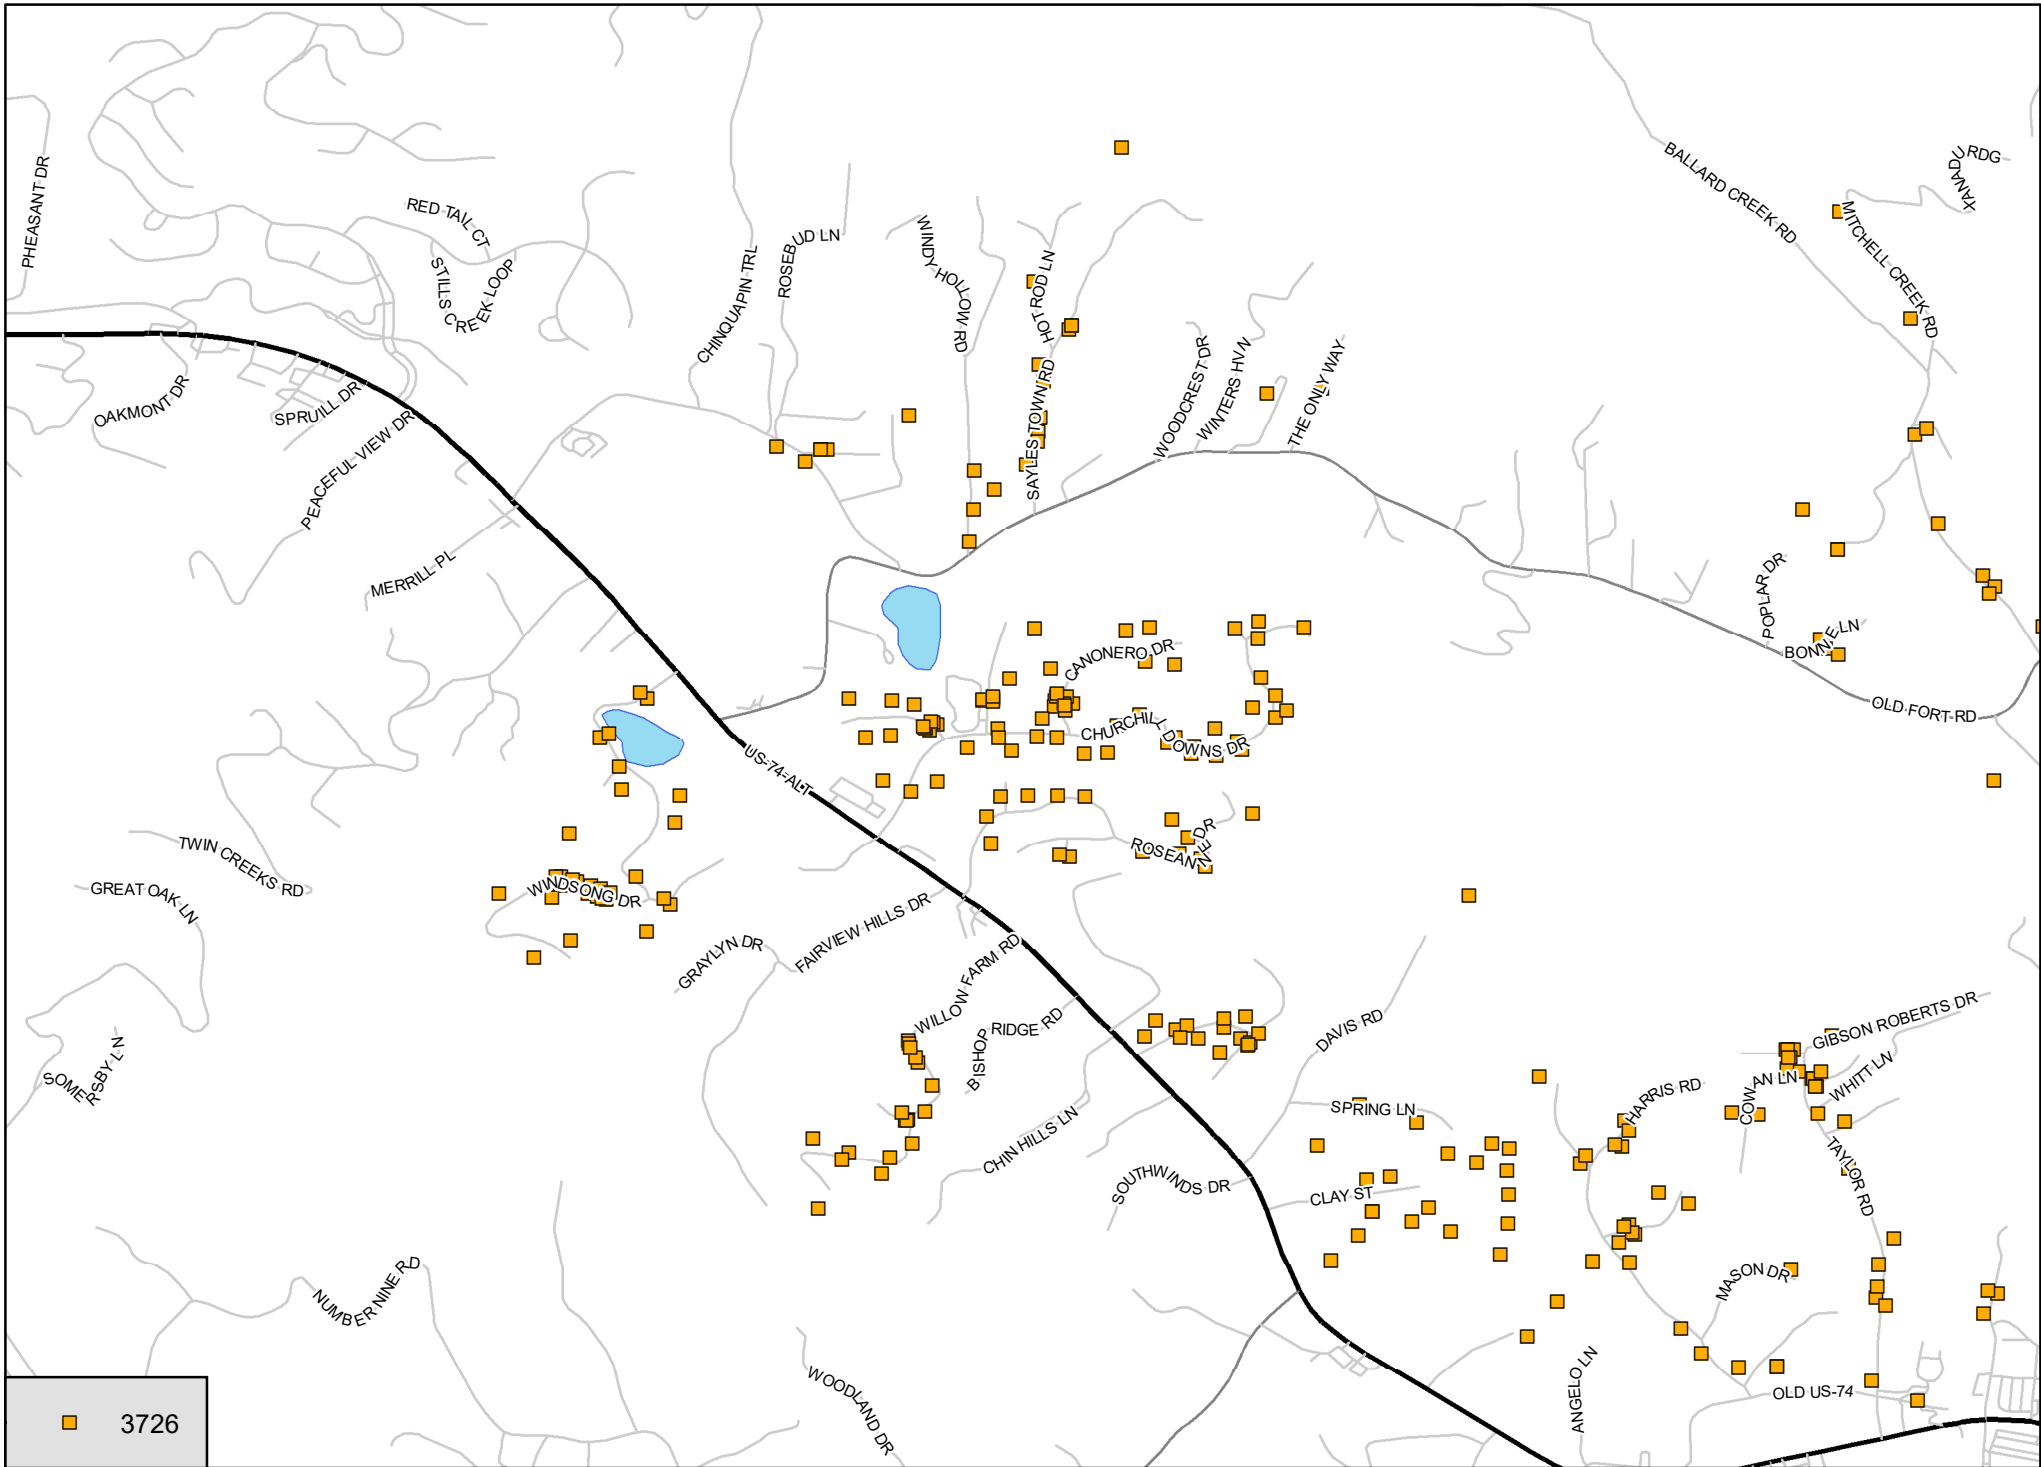 PHEASANT DR
RED TAIL CT
STILLS CREEK LOOP
CHINQUAPIN TRL
ROSEBUD LN
WINDY HOLLOW RD
HOT ROD LN
SAYLES TOWN RD
WOODCREST DR
WINTERS HVN
THE ONLY WAY
BALLARD CREEK RD
MITCHELL CREEK RD
XANADU RDG
OAKMONT DR
SPRUILL DR
PEACEFUL VIEW DR
MERRILL PL
POPLAR DR
BONNIE LN
OLD FORT RD
CANONERO DR
CHURCHILL DOWNS DR
US-74-ALT
ROSEANNE DR
TWIN CREEKS RD
GREAT OAK LN
WINDSONG DR
GRAYLYN DR
FAIRVIEW HILLS DR
WILLOW FARM RD
BISHOP RIDGE RD
DAVIS RD
GIBSON ROBERTS DR
WHITT LN
COWAN LN
HARRIS RD
SOMERSBY LN
SPRING LN
CHIN HILLS LN
SOUTHWINDS DR
CLAY ST
TAYLOR RD
MASON DR
NUMBER NINE RD
WOODLAND DR
ANGELO LN
OLD US-74
3726